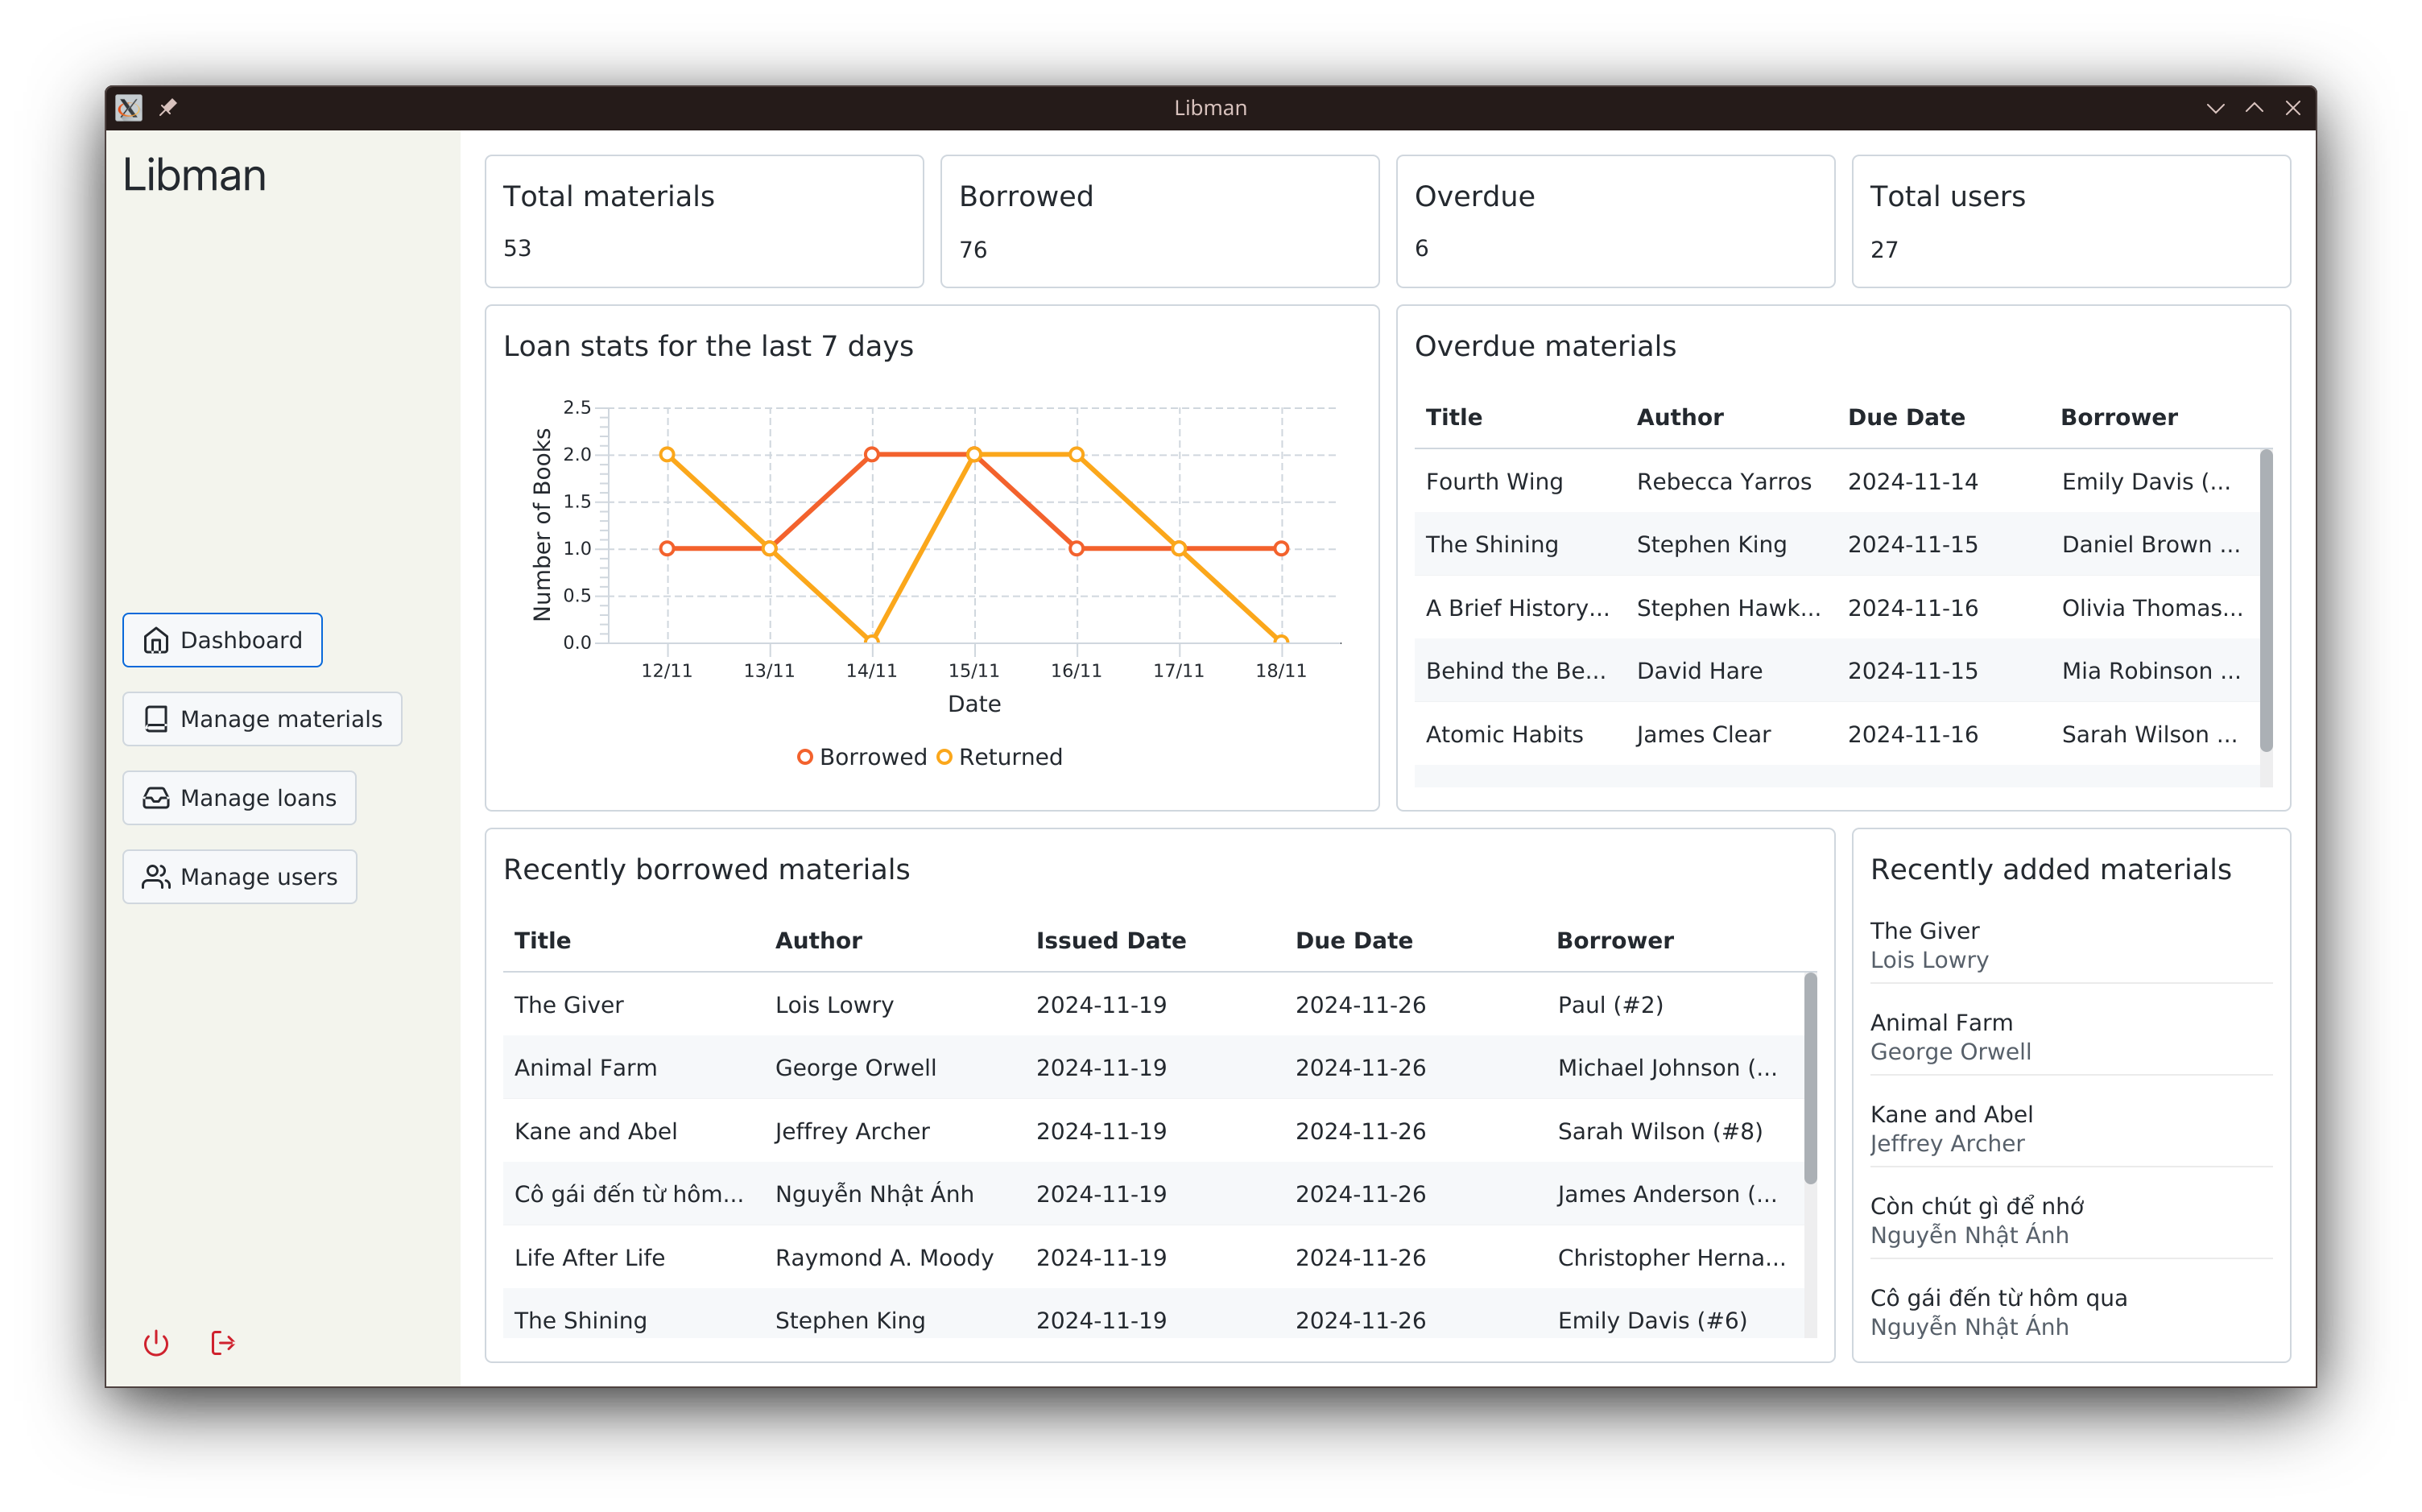 Libman
Libman
Dashboard
Manage materials
Manage loans
Manage users
Total materials
53
Borrowed
76
Overdue
6
Total users
27
Loan stats for the last 7 days
Number of Books
2.5
2.0
1.5
1.0
0.5
0.0
12/11 13/11 14/11 15/11 16/11 17/11 18/11
Date
Borrowed Returned
Overdue materials
Title Author Due Date Borrower
Fourth Wing Rebecca Yarros 2024-11-14 Emily Davis (...
The Shining Stephen King 2024-11-15 Daniel Brown ...
A Brief History... Stephen Hawk... 2024-11-16 Olivia Thomas...
Behind the Be... David Hare 2024-11-15 Mia Robinson ...
Atomic Habits James Clear 2024-11-16 Sarah Wilson ...
Recently borrowed materials
Title Author Issued Date Due Date Borrower
The Giver Lois Lowry 2024-11-19 2024-11-26 Paul (#2)
Animal Farm George Orwell 2024-11-19 2024-11-26 Michael Johnson (...
Kane and Abel Jeffrey Archer 2024-11-19 2024-11-26 Sarah Wilson (#8)
Cô gái đến từ hôm... Nguyễn Nhật Ánh 2024-11-19 2024-11-26 James Anderson (...
Life After Life Raymond A. Moody 2024-11-19 2024-11-26 Christopher Herna...
The Shining Stephen King 2024-11-19 2024-11-26 Emily Davis (#6)
Recently added materials
The Giver
Lois Lowry
Animal Farm
George Orwell
Kane and Abel
Jeffrey Archer
Còn chút gì để nhớ
Nguyễn Nhật Ánh
Cô gái đến từ hôm qua
Nguyễn Nhật Ánh